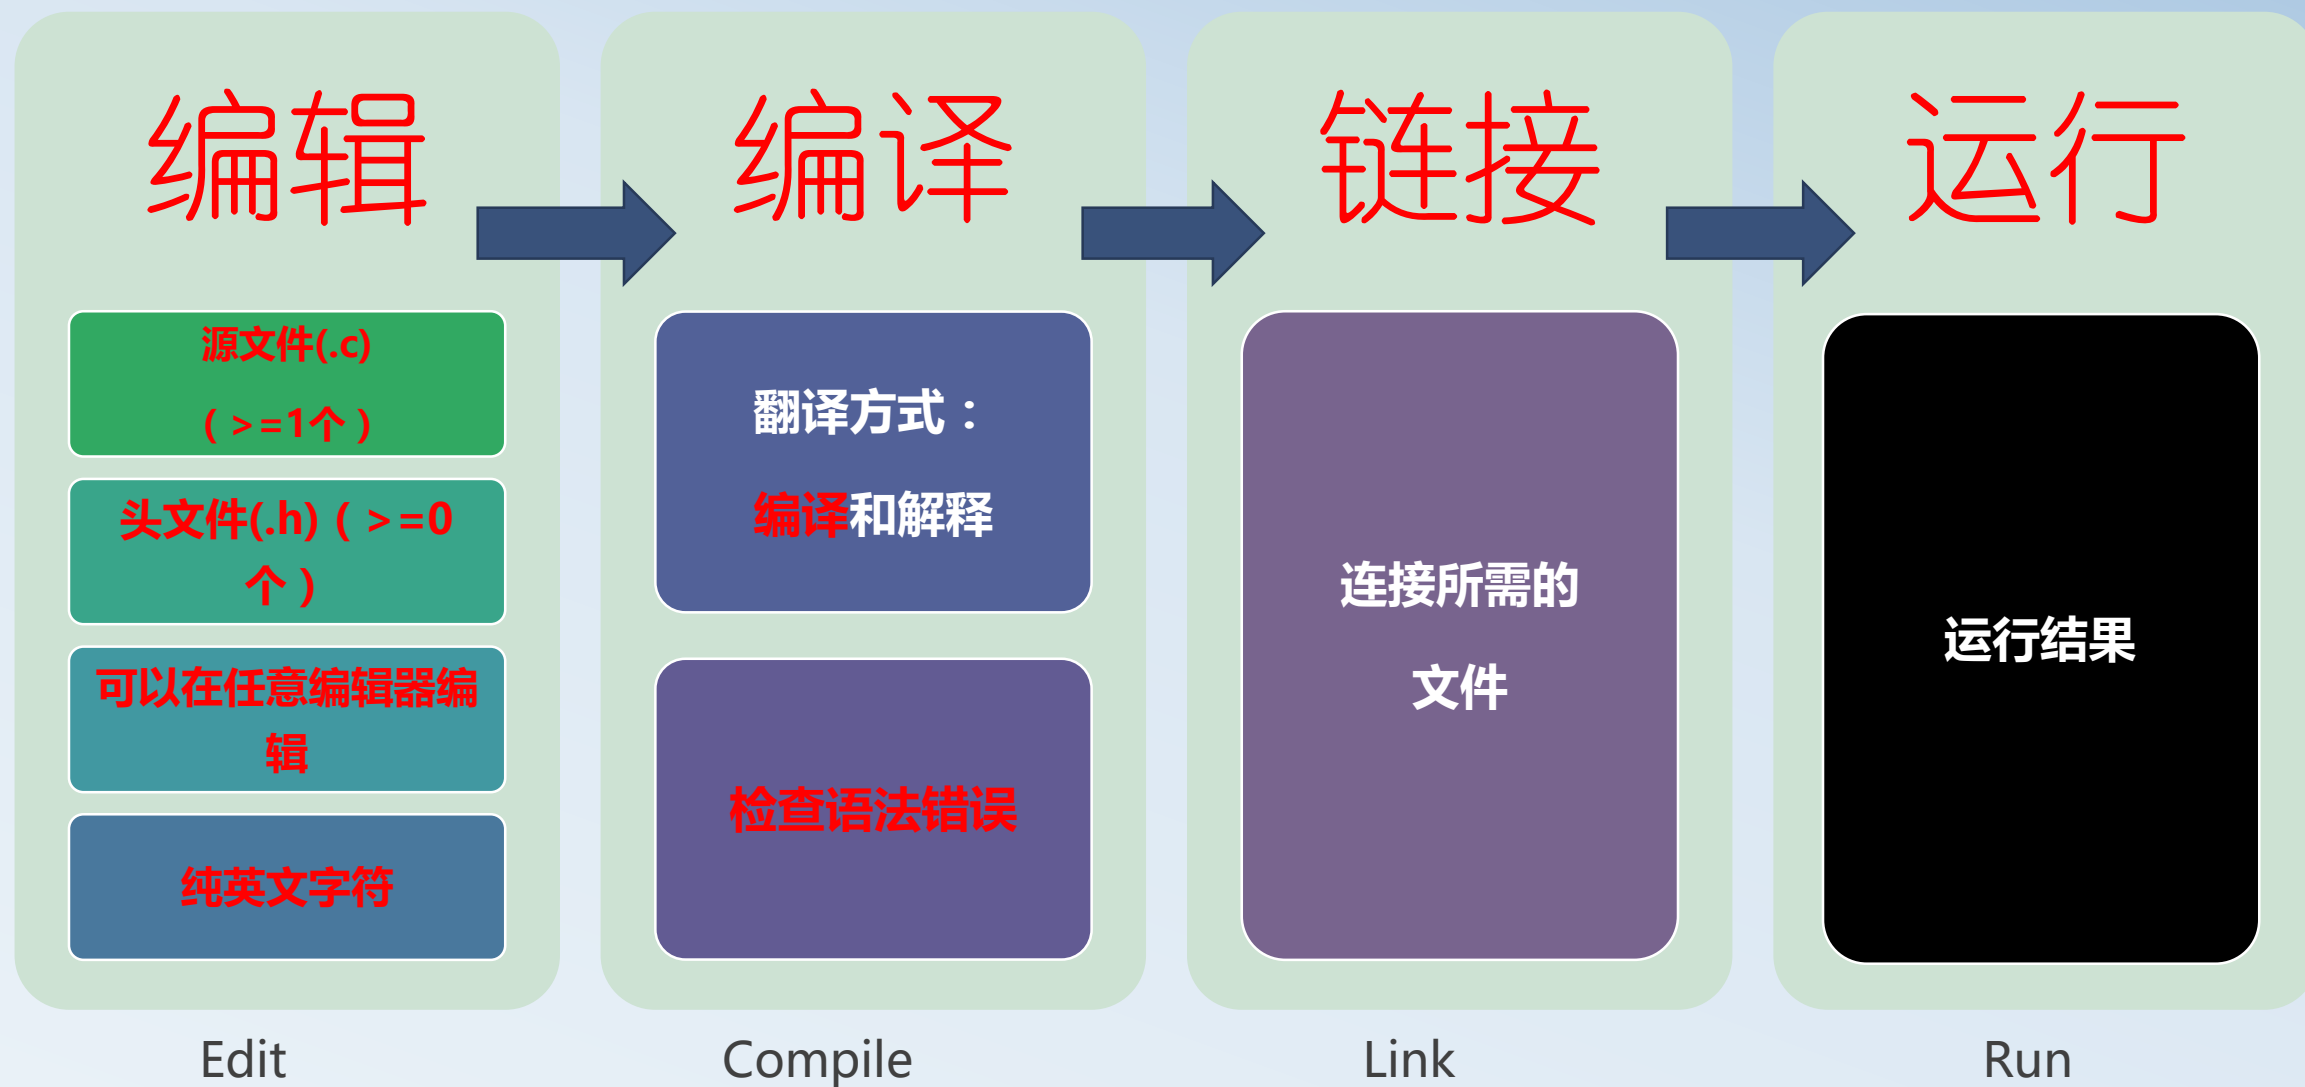 编辑
源文件(.c)
（>=1个）
头文件(.h)（>=0
个）
可以在任意编辑器编
辑
纯英文字符
Edit
编译
翻译方式：
编译和解释
检查语法错误
Compile
链接
连接所需的
文件
Link
运行
运行结果
Run